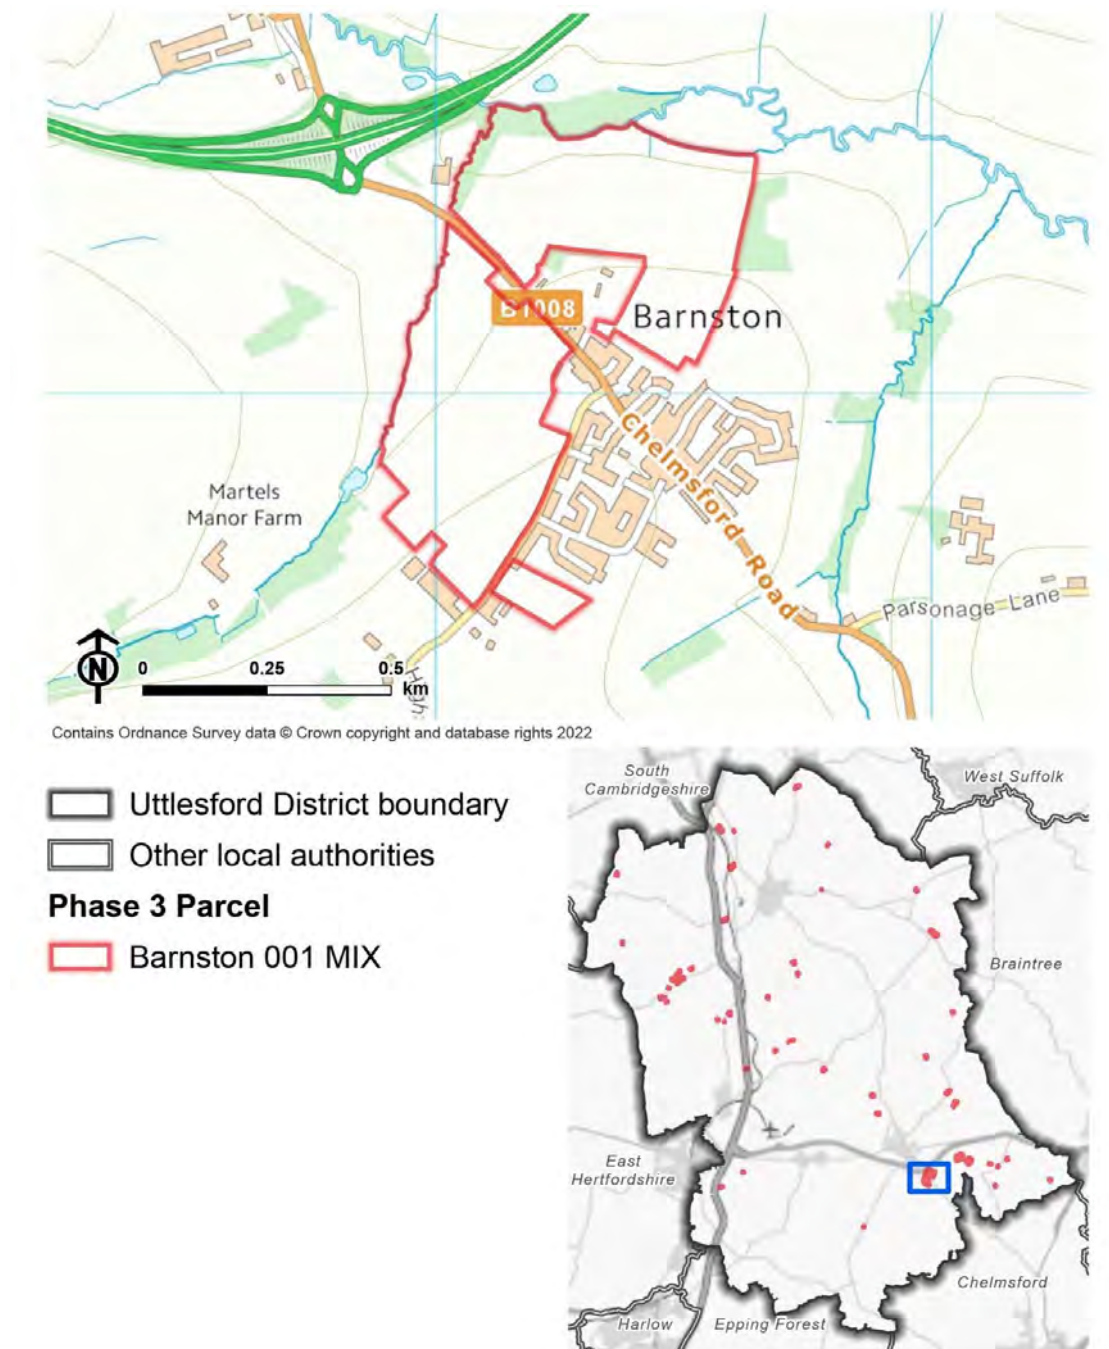 B1008
Barnston
Chelmsford Road
Martels
Manor Farm
Parsonage Lane
High
N
0
0.25
0.5
km
Contains Ordnance Survey data © Crown copyright and database rights 2022
Uttlesford District boundary
Other local authorities
Phase 3 Parcel
Barnston 001 MIX
South
Cambridgeshire
West Suffolk
Braintree
East
Hertfordshire
Chelmsford
Harlow
Epping Forest